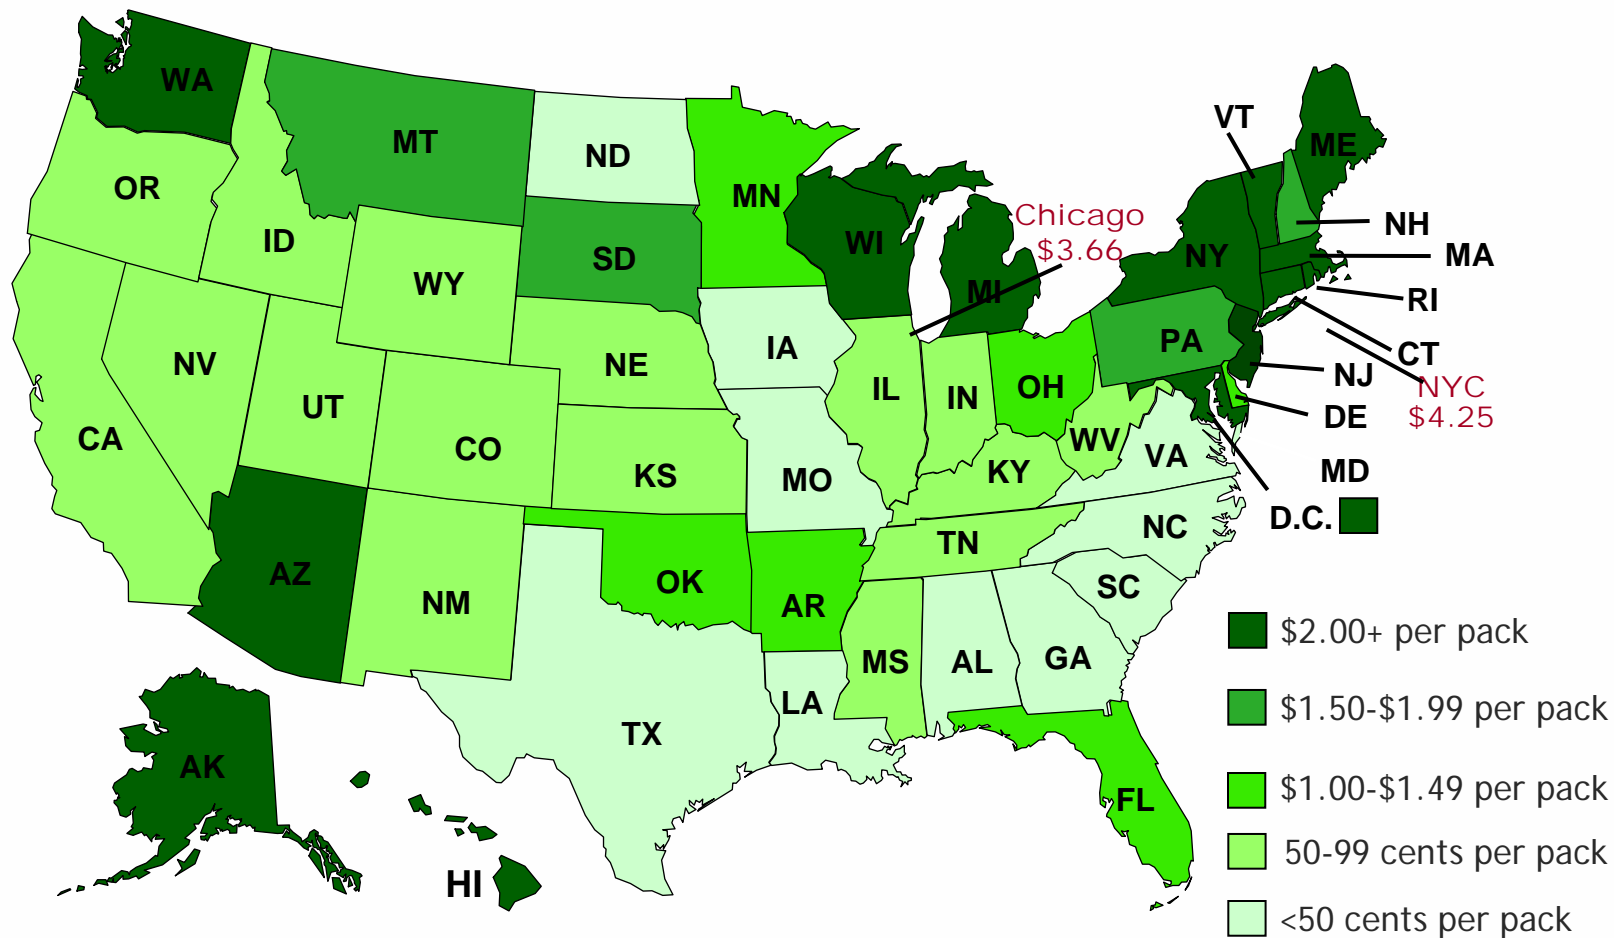 WA
MT
ND
MN
VT
ME
OR
ID
WY
SD
WI
MI
Chicago
$3.66
NY
NH
MA
RI
CT
NV
UT
CA
CO
NE
IA
IL
IN
OH
PA
NJ
NYC
$4.25
DE
MD
D.C.
KS
MO
KY
WV
VA
AZ
NM
OK
AR
TN
NC
SC
MS
AL
GA
LA
TX
FL
AK
HI
$2.00+ per pack
$1.50-$1.99 per pack
$1.00-$1.49 per pack
50-99 cents per pack
<50 cents per pack